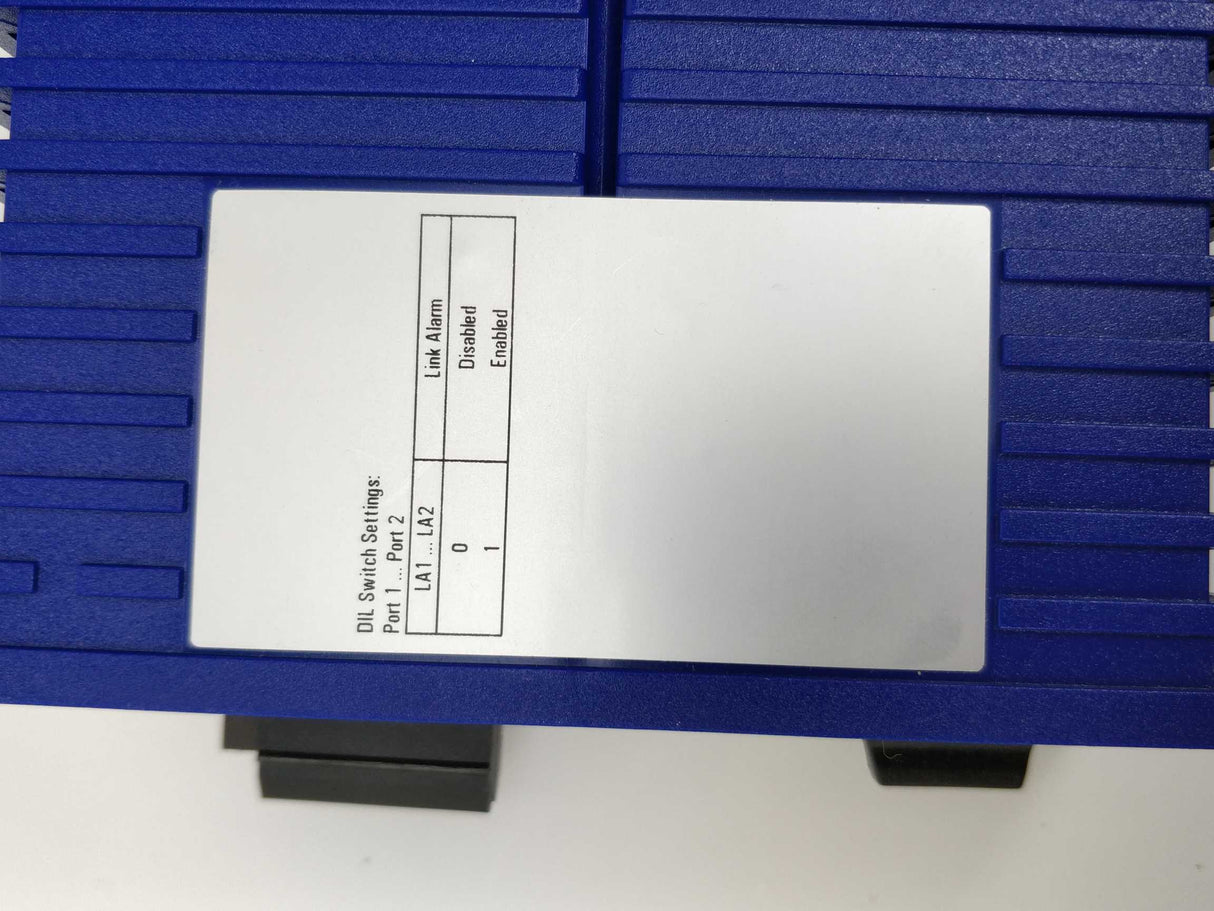 DIL Switch Settings:
Port 1 ... Port 2
LA1 ... LA2 Link Alarm
0 Disabled
1 Enabled